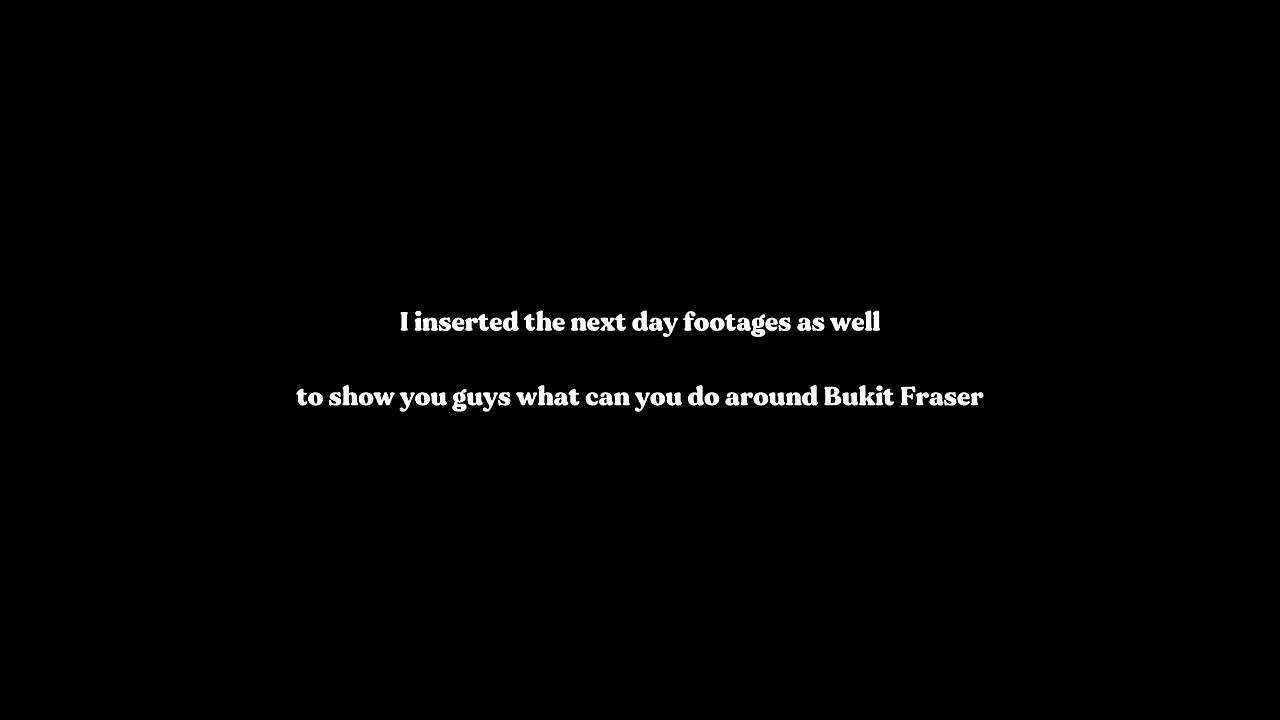 I inserted the next day footages as well
to show you guys what can you do around Bukit Fraser